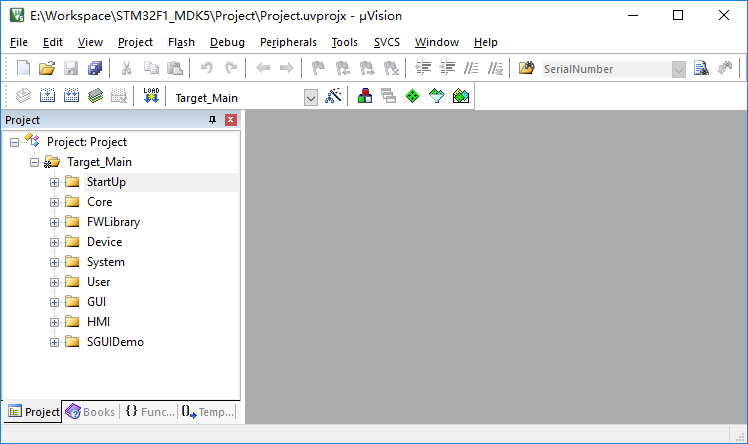 E:\Workspace\STM32F1_MDK5\Project\Project.uvprojx - µVision
File Edit View Project Flash Debug Peripherals Tools SVCS Window Help
SerialNumber
LOAD Target_Main
Project
Project: Project
Target_Main
StartUp
Core
FWLibrary
Device
System
User
GUI
HMI
SGUIDemo
Project Books {} Func... {} Temp...